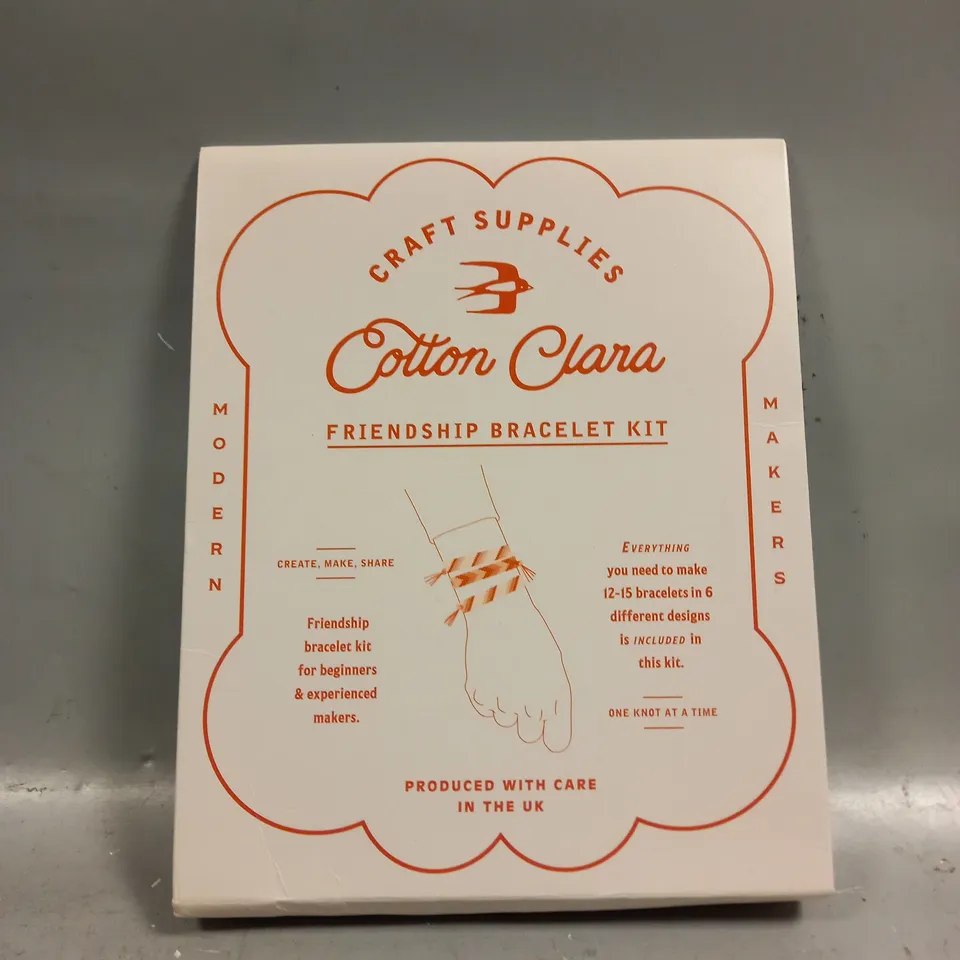 CRAFT SUPPLIES
Cotton Clara
FRIENDSHIP BRACELET KIT
MODERN
MAKERS
CREATE, MAKE, SHARE
Friendship
bracelet kit
for beginners
& experienced
makers.
EVERYTHING
you need to make
12-15 bracelets in 6
different designs
is INCLUDED in
this kit.
ONE KNOT AT A TIME
PRODUCED WITH CARE
IN THE UK